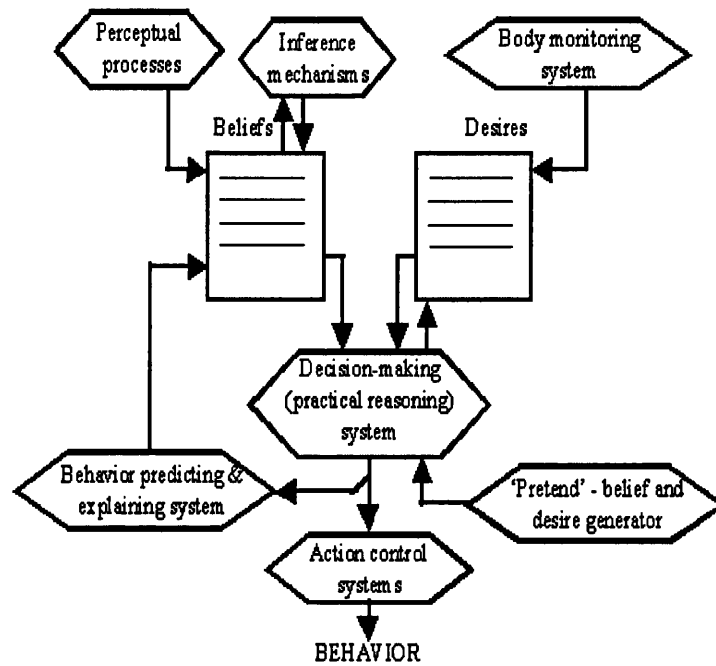 Perceptual
processes
Inference
mechanisms
Body monitoring
system
Beliefs
Desires
Decision-making
(practical reasoning)
system
Behavior predicting &
explaining system
'Pretend' - belief and
desire generator
Action control
systems
BEHAVIOR